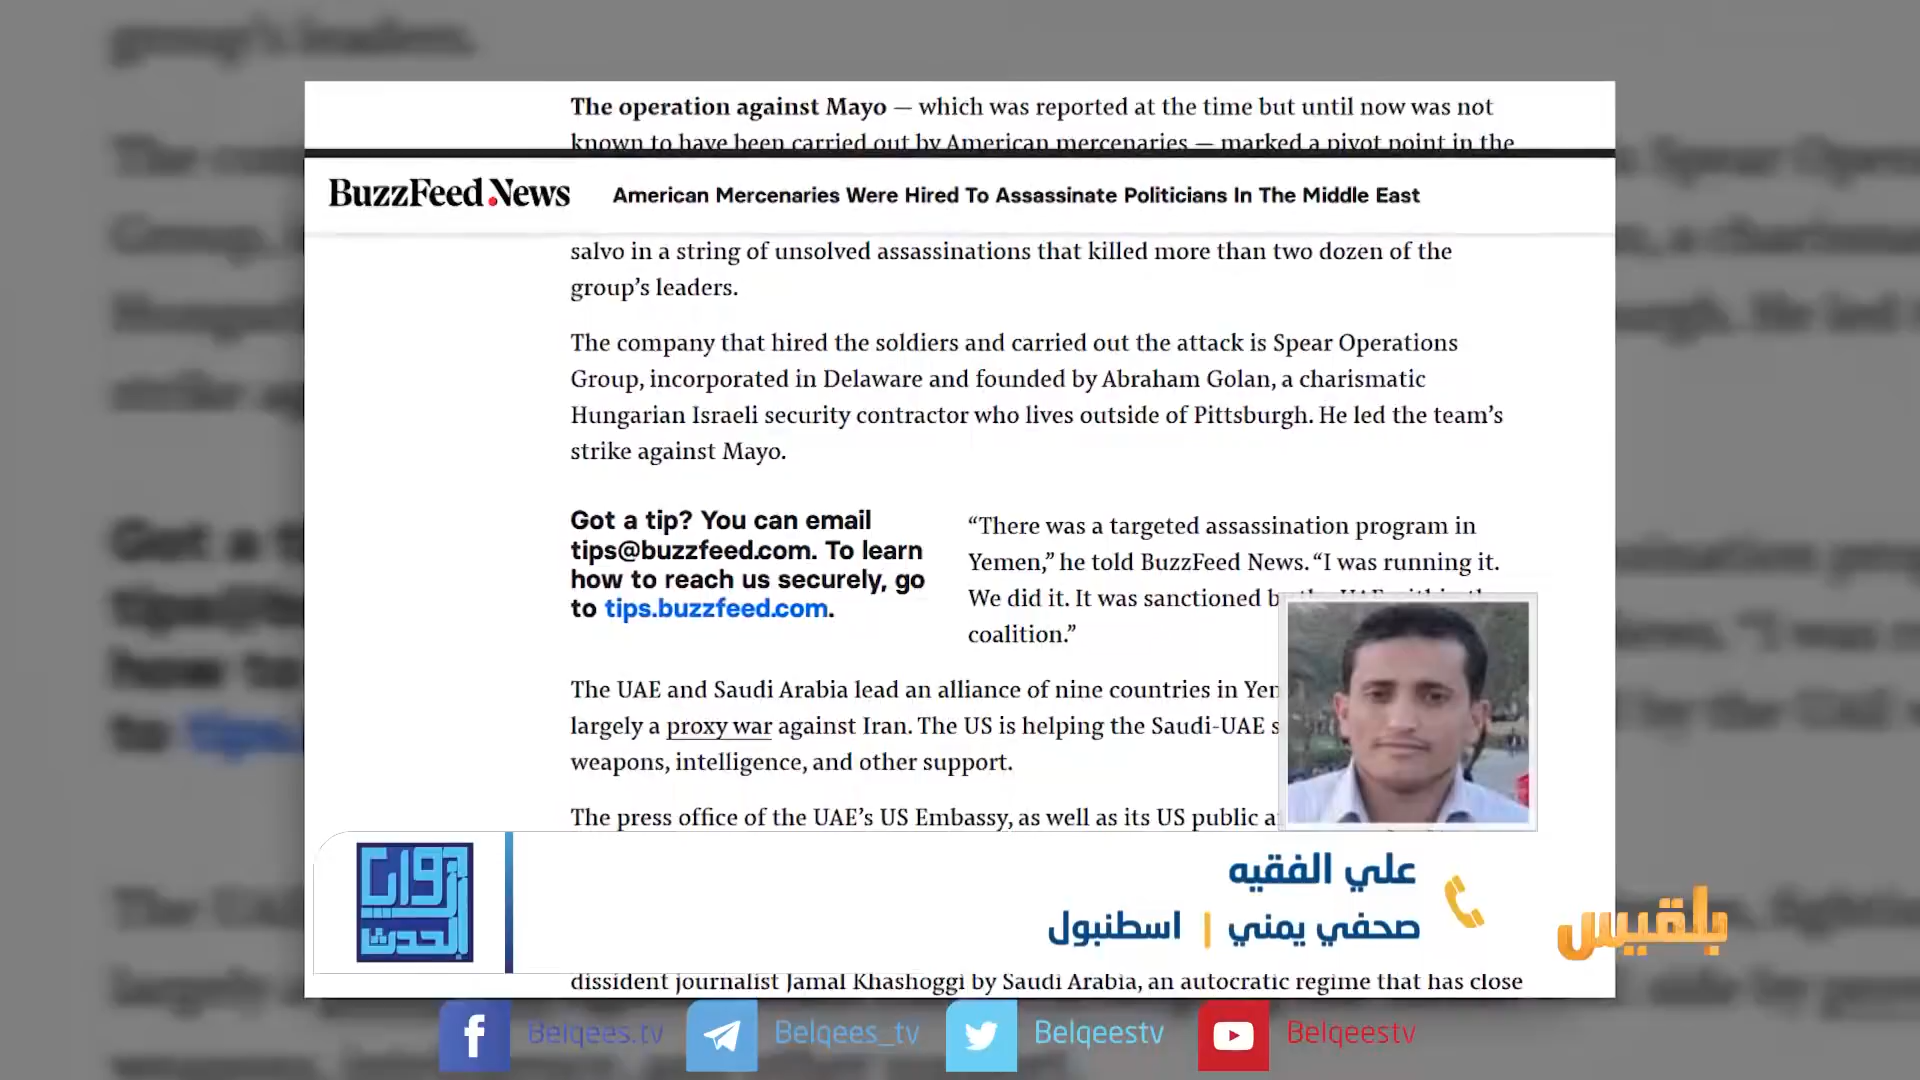 The operation against Mayo — which was reported at the time but until now was not
known to have been carried out by American mercenaries — marked a pivot point in the
BuzzFeed News
American Mercenaries Were Hired To Assassinate Politicians In The Middle East
salvo in a string of unsolved assassinations that killed more than two dozen of the
group’s leaders.
The company that hired the soldiers and carried out the attack is Spear Operations
Group, incorporated in Delaware and founded by Abraham Golan, a charismatic
Hungarian Israeli security contractor who lives outside of Pittsburgh. He led the team’s
strike against Mayo.
Got a tip? You can email
tips@buzzfeed.com. To learn
how to reach us securely, go
to tips.buzzfeed.com.
“There was a targeted assassination program in
Yemen,” he told BuzzFeed News. “I was running it.
We did it. It was sanctioned
coalition.”
The UAE and Saudi Arabia lead an alliance of nine countries in
largely a proxy war against Iran. The US is helping the Saudi-UAE
weapons, intelligence, and other support.
The press office of the UAE’s US Embassy, as well as its US public
علي الفقيه
صحفي يمني | اسطنبول
زوايا
الحدث
بلقيس
dissident journalist Jamal Khashoggi by Saudi Arabia, an autocratic regime that has close
Belqees.tv
Belqees_tv
Belqeestv
Belqeestv